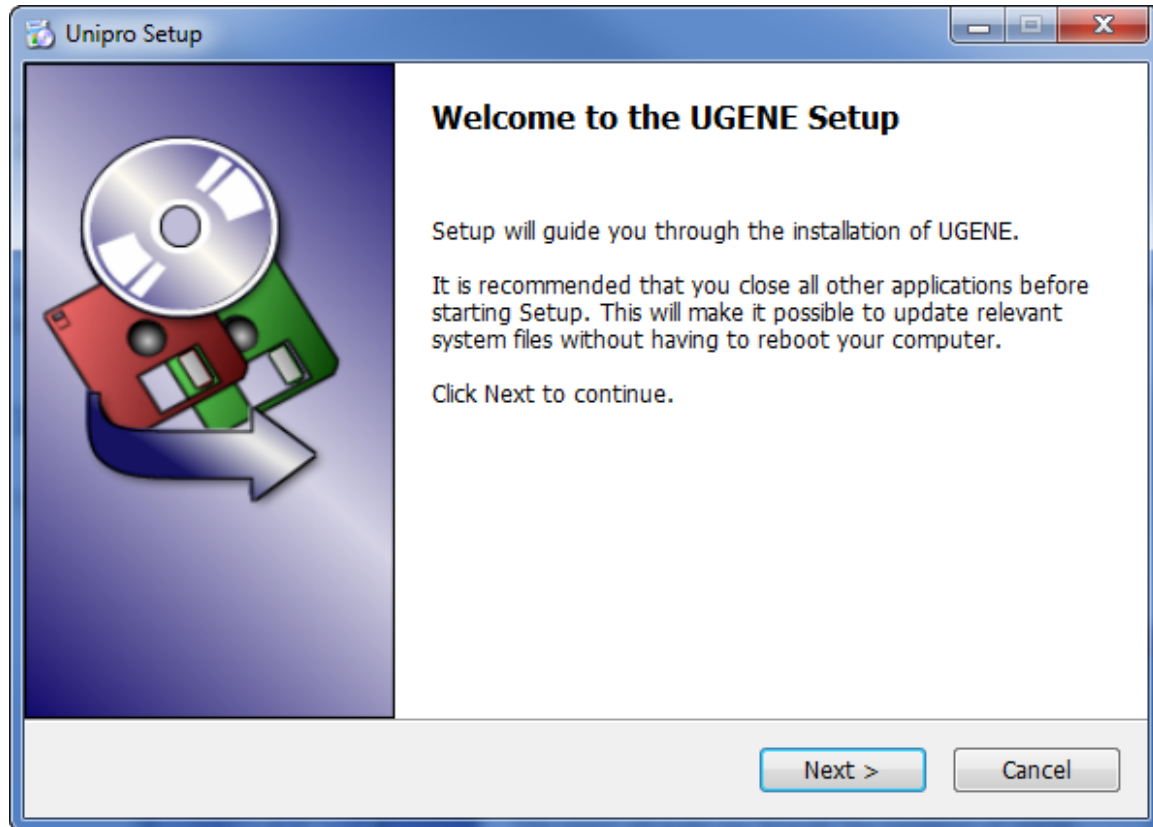 Unipro Setup
Welcome to the UGENE Setup
Setup will guide you through the installation of UGENE.
It is recommended that you close all other applications before
starting Setup. This will make it possible to update relevant
system files without having to reboot your computer.
Click Next to continue.
Next >
Cancel